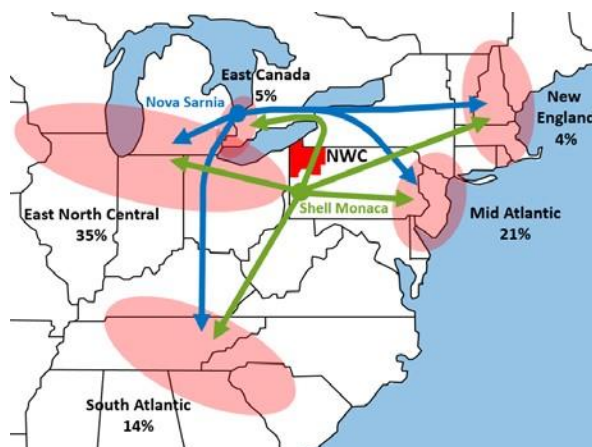 East Canada
5%
Nova Sarnia
New
England
4%
NWC
Shell Monaca
East North Central
35%
Mid Atlantic
21%
South Atlantic
14%